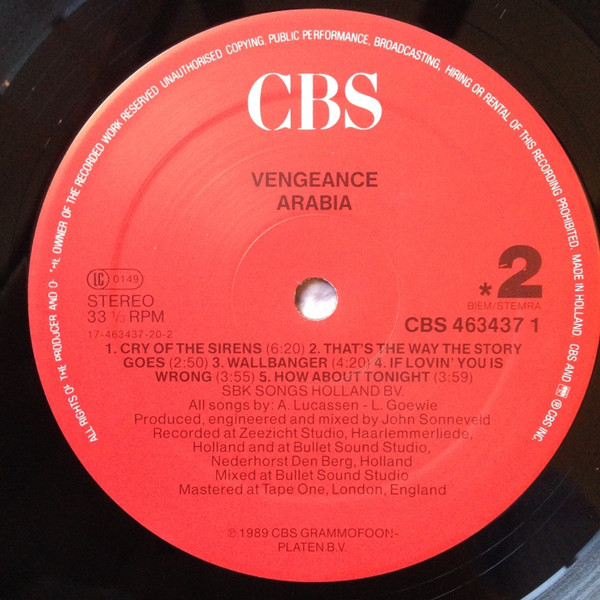 ALL RIGHTS OF THE PRODUCER AND OF THE OWNER OF THE RECORDED WORK RESERVED UNAUTHORISED COPYING, PUBLIC PERFORMANCE, BROADCASTING, HIRING OR RENTAL OF THIS RECORDING PROHIBITED. MADE IN HOLLAND CBS AND ℗ CBS INC.
CBS
VENGEANCE
ARABIA
LC 0149
STEREO
33 1/3 RPM
17-463437-20-2
*2
BIEM/STEMRA
CBS 463437 1
1. CRY OF THE SIRENS (6:20) 2. THAT'S THE WAY THE STORY
GOES (2:50) 3. WALLBANGER (4:20) 4. IF LOVIN' YOU IS
WRONG (3:55) 5. HOW ABOUT TONIGHT (3:59)
SBK SONGS HOLLAND BV.
All songs by: A. Lucassen - L. Goewie
Produced, engineered and mixed by John Sonneveld
Recorded at Zeezicht Studio, Haarlemmerliede,
Holland and at Bullet Sound Studio,
Nederhorst Den Berg, Holland
Mixed at Bullet Sound Studio
Mastered at Tape One, London, England
℗ 1989 CBS GRAMMOFOON-
PLATEN B.V.